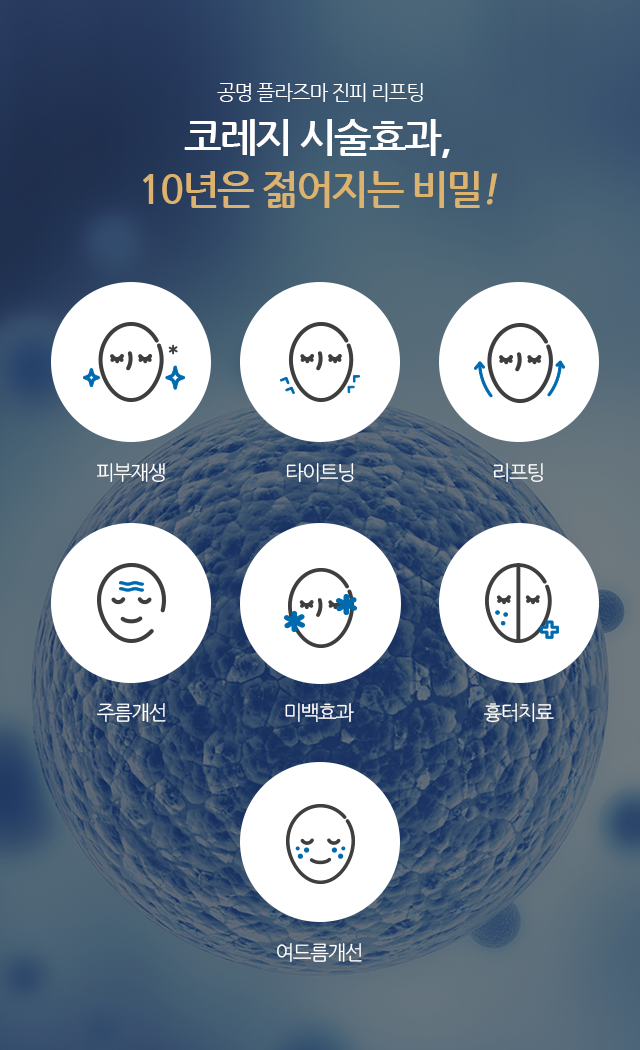 공명 플라즈마 진피 리프팅
코레지 시술효과,
10년은 젊어지는 비밀!
피부재생
타이트닝
리프팅
주름개선
미백효과
흉터치료
여드름개선